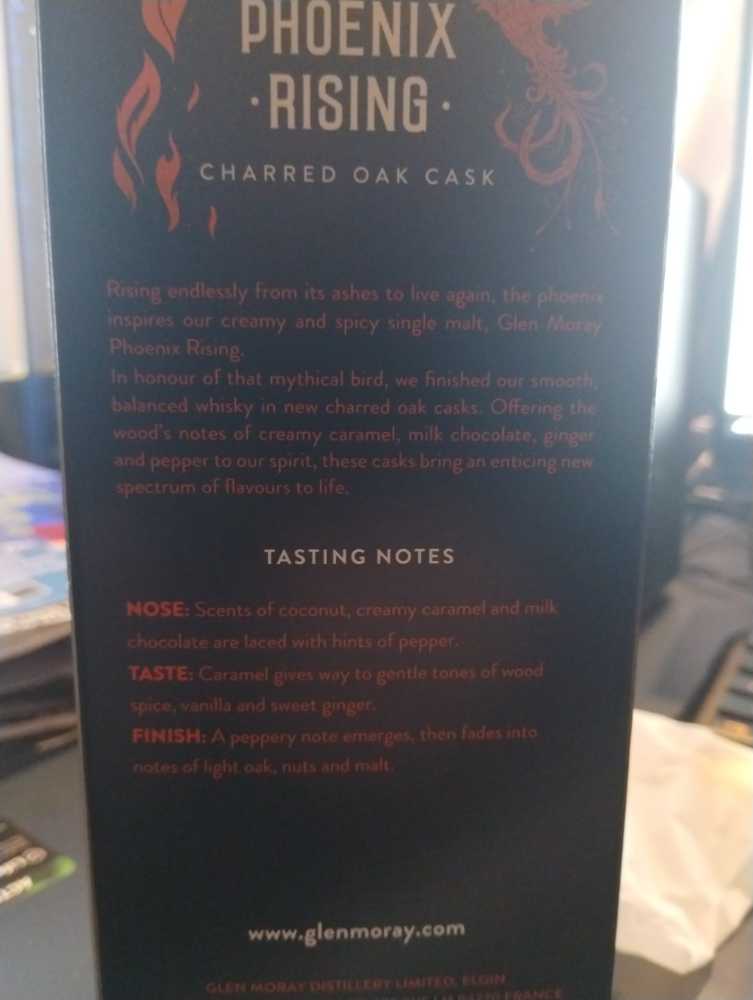 PHOENIX
·RISING·
CHARRED OAK CASK
Rising endlessly from its ashes to live again, the phoenix
inspires our creamy and spicy single malt, Glen Moray
Phoenix Rising.
In honour of that mythical bird, we finished our smooth,
balanced whisky in new charred oak casks. Offering the
wood's notes of creamy caramel, milk chocolate, ginger
and pepper to our spirit, these casks bring an enticing new
spectrum of flavours to life.
TASTING NOTES
NOSE: Scents of coconut, creamy caramel and milk
chocolate are laced with hints of pepper.
TASTE: Caramel gives way to gentle tones of wood
spice, vanilla and sweet ginger.
FINISH: A peppery note emerges, then fades into
notes of light oak, nuts and malt.
www.glenmoray.com
GLEN MORAY DISTILLERY LIMITED, ELGIN
94220 FRANCE